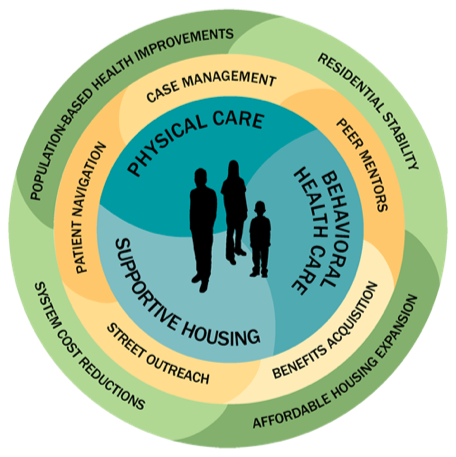 POPULATION-BASED HEALTH IMPROVEMENTS
RESIDENTIAL STABILITY
AFFORDABLE HOUSING EXPANSION
SYSTEM COST REDUCTIONS
CASE MANAGEMENT
PEER MENTORS
BENEFITS ACQUISITION
STREET OUTREACH
PATIENT NAVIGATION
PHYSICAL CARE
BEHAVIORAL
HEALTH CARE
SUPPORTIVE HOUSING